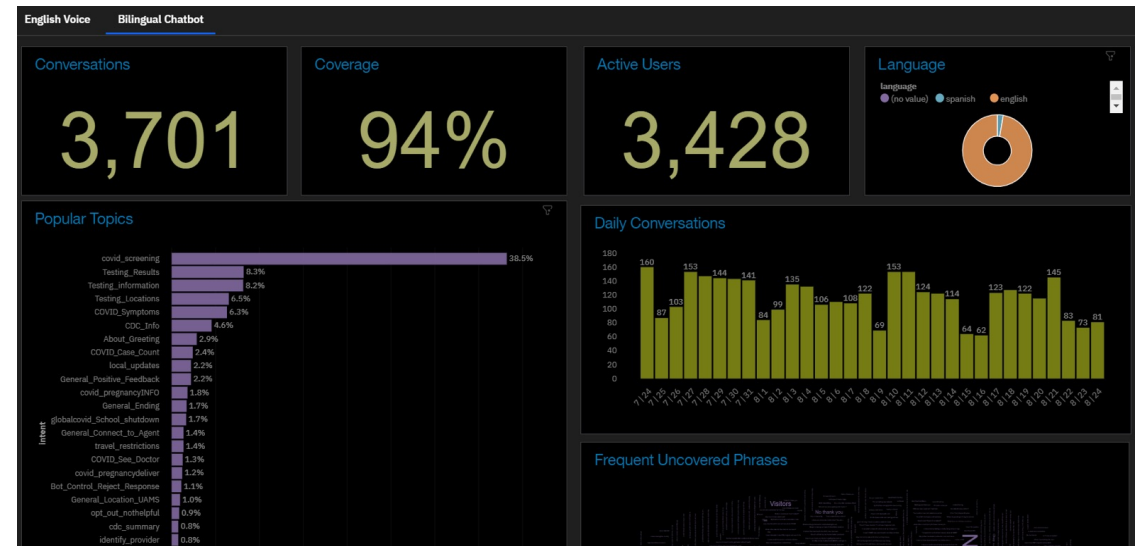 English Voice Bilingual Chatbot
Conversations
3,701
Coverage
94%
Active Users
3,428
Language
language
(no value) spanish english
Popular Topics
intent
covid_screening 38.5%
Testing_Results 8.3%
Testing_information 8.2%
Testing_Locations 6.5%
COVID_Symptoms 6.3%
CDC_Info 4.6%
About_Greeting 2.9%
COVID_Case_Count 2.4%
local_updates 2.2%
General_Positive_Feedback 2.2%
covid_pregnancyINFO 1.8%
General_Ending 1.7%
globalcovid_School_shutdown 1.7%
General_Connect_to_Agent 1.4%
travel_restrictions 1.4%
COVID_See_Doctor 1.3%
covid_pregnancydeliver 1.2%
Bot_Control_Reject_Response 1.1%
General_Location_UAMS 1.0%
opt_out_nothelpful 0.9%
cdc_summary 0.8%
identify_provider 0.8%
Daily Conversations
180
160
140
120
100
80
60
40
20
0
160 87 103 153 144 141 84 99 135 106 108 122 69 153 124 114 64 62 123 122 145 83 73 81
7|24 7|25 7|26 7|27 7|28 7|29 7|30 7|31 8|1 8|2 8|3 8|4 8|5 8|6 8|7 8|8 8|9 8|10 8|11 8|12 8|13 8|14 8|15 8|16 8|17 8|18 8|19 8|20 8|21 8|22 8|23 8|24
Frequent Uncovered Phrases
Visitors
No thank you